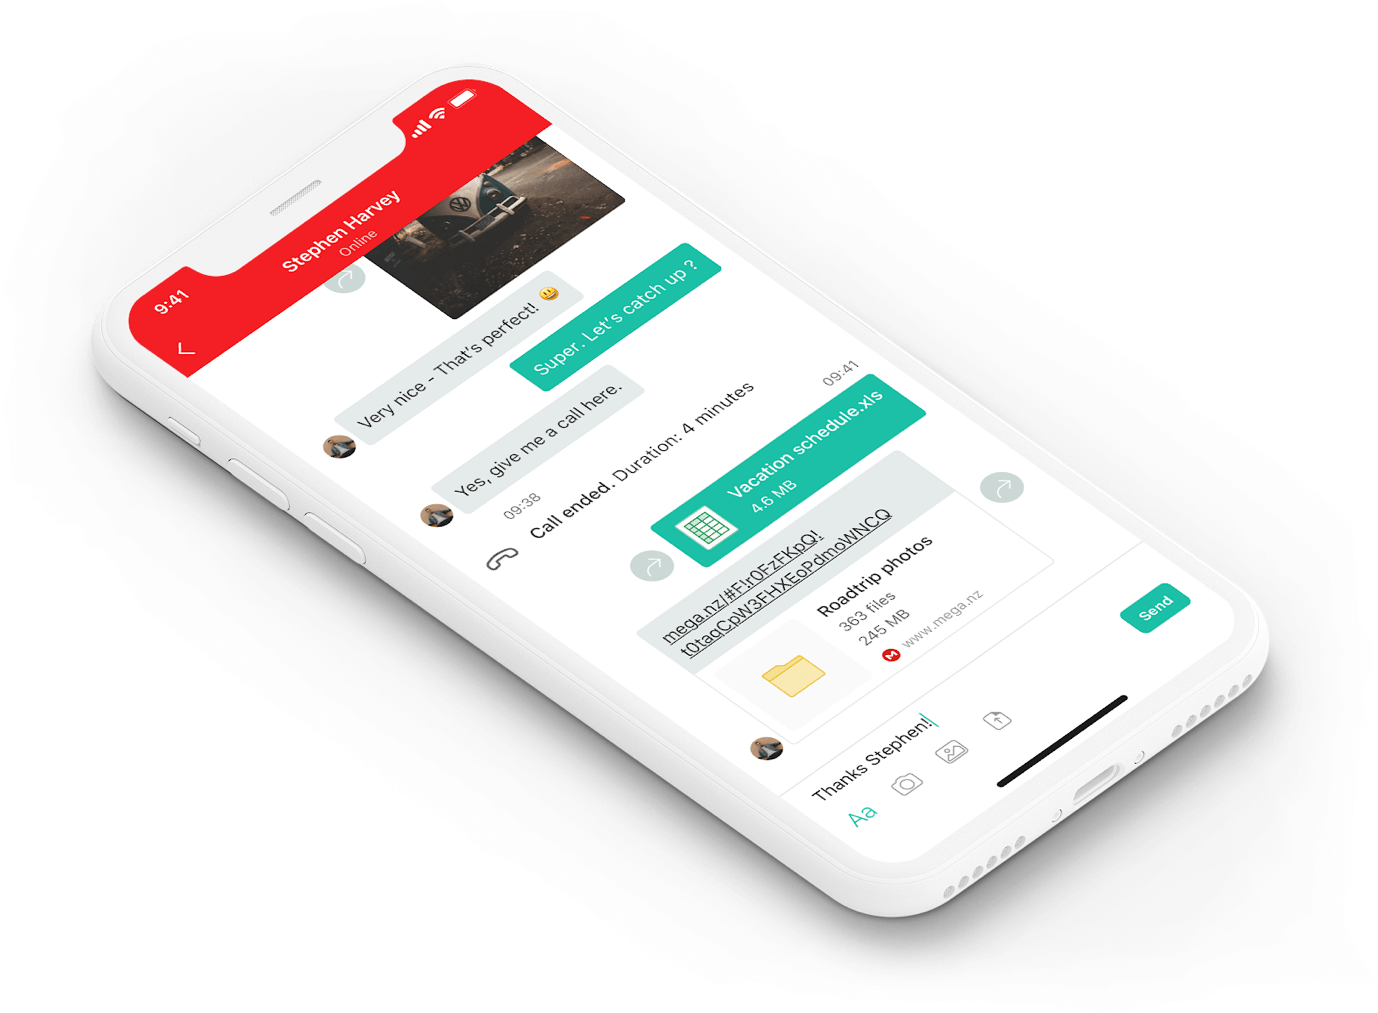 9:41
Stephen Harvey
Online
Very nice - That's perfect! 😃
Super. Let's catch up ?
Yes, give me a call here.
09:38
Call ended. Duration: 4 minutes
09:41
Vacation schedule.xls
4.6 MB
mega.nz/#F!r0FzFKpQ!
t0taqCpW3FHXEoPdmoWNCQ
Roadtrip photos
363 files
245 MB
M www.mega.nz
Thanks Stephen!
Send
Aa